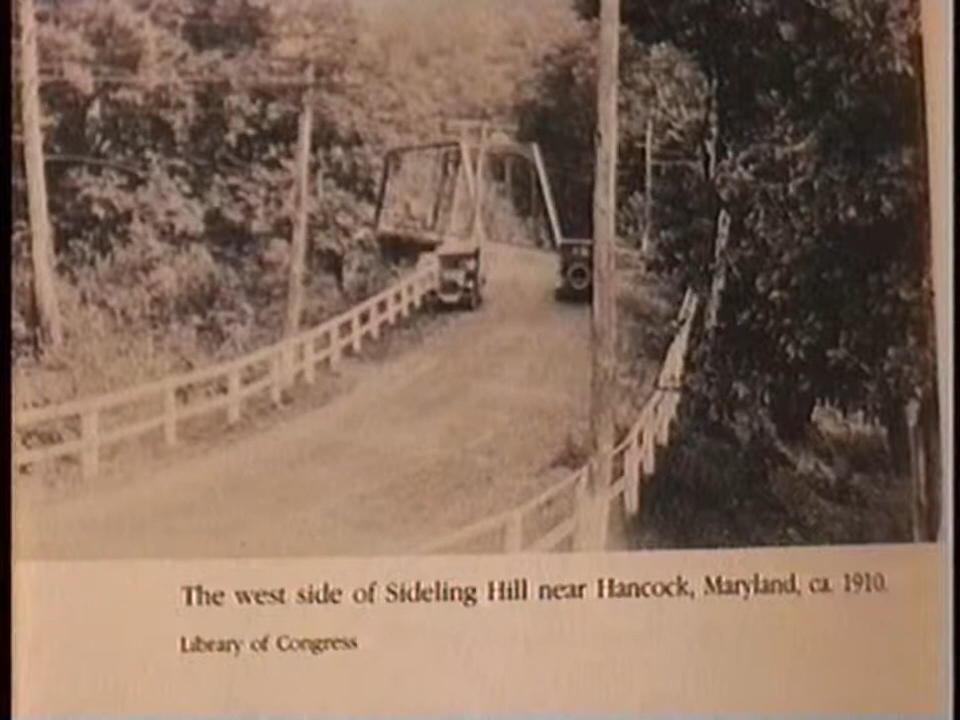 The west side of Sideling Hill near Hancock, Maryland, ca. 1910.
Library of Congress